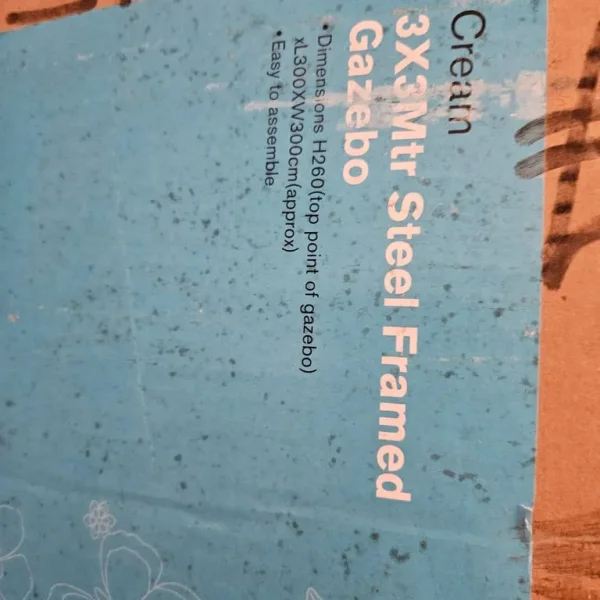 Cream
3X3Mtr Steel Framed
Gazebo
•Dimensions H260(top point of gazebo)
xL300XW300cm(approx)
•Easy to assemble